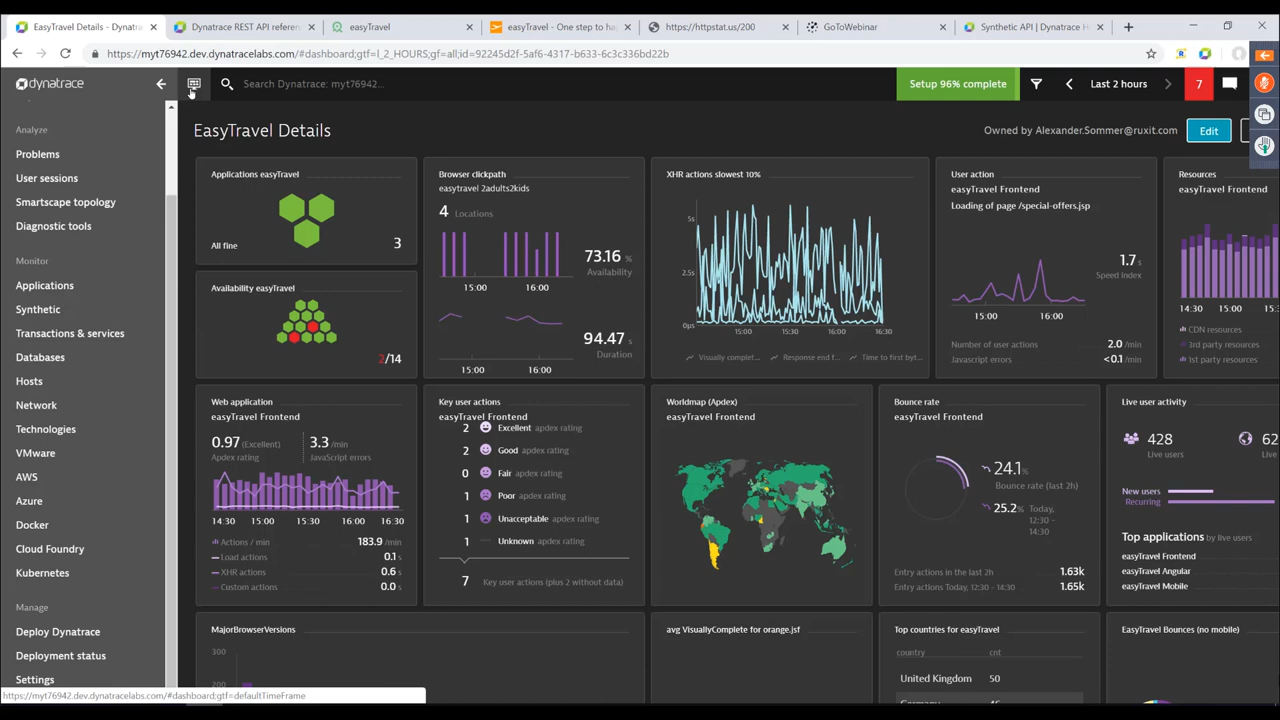 EasyTravel Details - Dynatra
Dynatrace REST API referen
easyTravel
easyTravel - One step to ha
https://httpstat.us/200
GoToWebinar
Synthetic API | Dynatrace H
https://myt76942.dev.dynatracelabs.com/#dashboard;gtf=l_2_HOURS;gf=all;id=92245d2f-5af6-4317-b633-6c3c336bd22b
dynatrace
Search Dynatrace: myt76942...
Setup 96% complete
Last 2 hours
7
Analyze
Problems
User sessions
Smartscape topology
Diagnostic tools
Monitor
Applications
Synthetic
Transactions & services
Databases
Hosts
Network
Technologies
VMware
AWS
Azure
Docker
Cloud Foundry
Kubernetes
Manage
Deploy Dynatrace
Deployment status
Settings
EasyTravel Details
Owned by Alexander.Sommer@ruxit.com
Edit
Applications easyTravel
All fine
3
Availability easyTravel
2/14
Browser clickpath
easytravel 2adults2kids
4 Locations
73.16 %
Availability
15:00 16:00
94.47 s
Duration
15:00 16:00
XHR actions slowest 10%
5s
2.5s
0µs
15:00 15:30 16:00 16:30
Visually complet...
Response end f...
Time to first byt...
User action
easyTravel Frontend
Loading of page /special-offers.jsp
1.7 s
Speed Index
15:00 16:00
Number of user actions 2.0 /min
Javascript errors <0.1 /min
Resources
easyTravel Frontend
14:30 15:00 15:30
CDN resources
3rd party resources
1st party resources
Web application
easyTravel Frontend
0.97 (Excellent)
Apdex rating
3.3 /min
JavaScript errors
14:30 15:00 15:30 16:00 16:30
Actions / min 183.9 /min
Load actions 0.1 s
XHR actions 0.6 s
Custom actions 0.0 s
Key user actions
easyTravel Frontend
2 Excellent apdex rating
2 Good apdex rating
0 Fair apdex rating
1 Poor apdex rating
1 Unacceptable apdex rating
1 Unknown apdex rating
7 Key user actions (plus 2 without data)
Worldmap (Apdex)
easyTravel Frontend
Bounce rate
easyTravel Frontend
24.1%
Bounce rate (last 2h)
25.2% Today,
12:30 -
14:30
Entry actions in the last 2h 1.63k
Entry actions Today, 12:30 - 14:30 1.65k
Live user activity
428
Live users
62
Live u
New users
Recurring
Top applications by live users
easyTravel Frontend
easyTravel Angular
easyTravel Mobile
MajorBrowserVersions
300
avg VisuallyComplete for orange.jsf
Top countries for easyTravel
country cnt
United Kingdom 50
EasyTravel Bounces (no mobile)
https://myt76942.dev.dynatracelabs.com/#dashboard;gtf=defaultTimeFrame